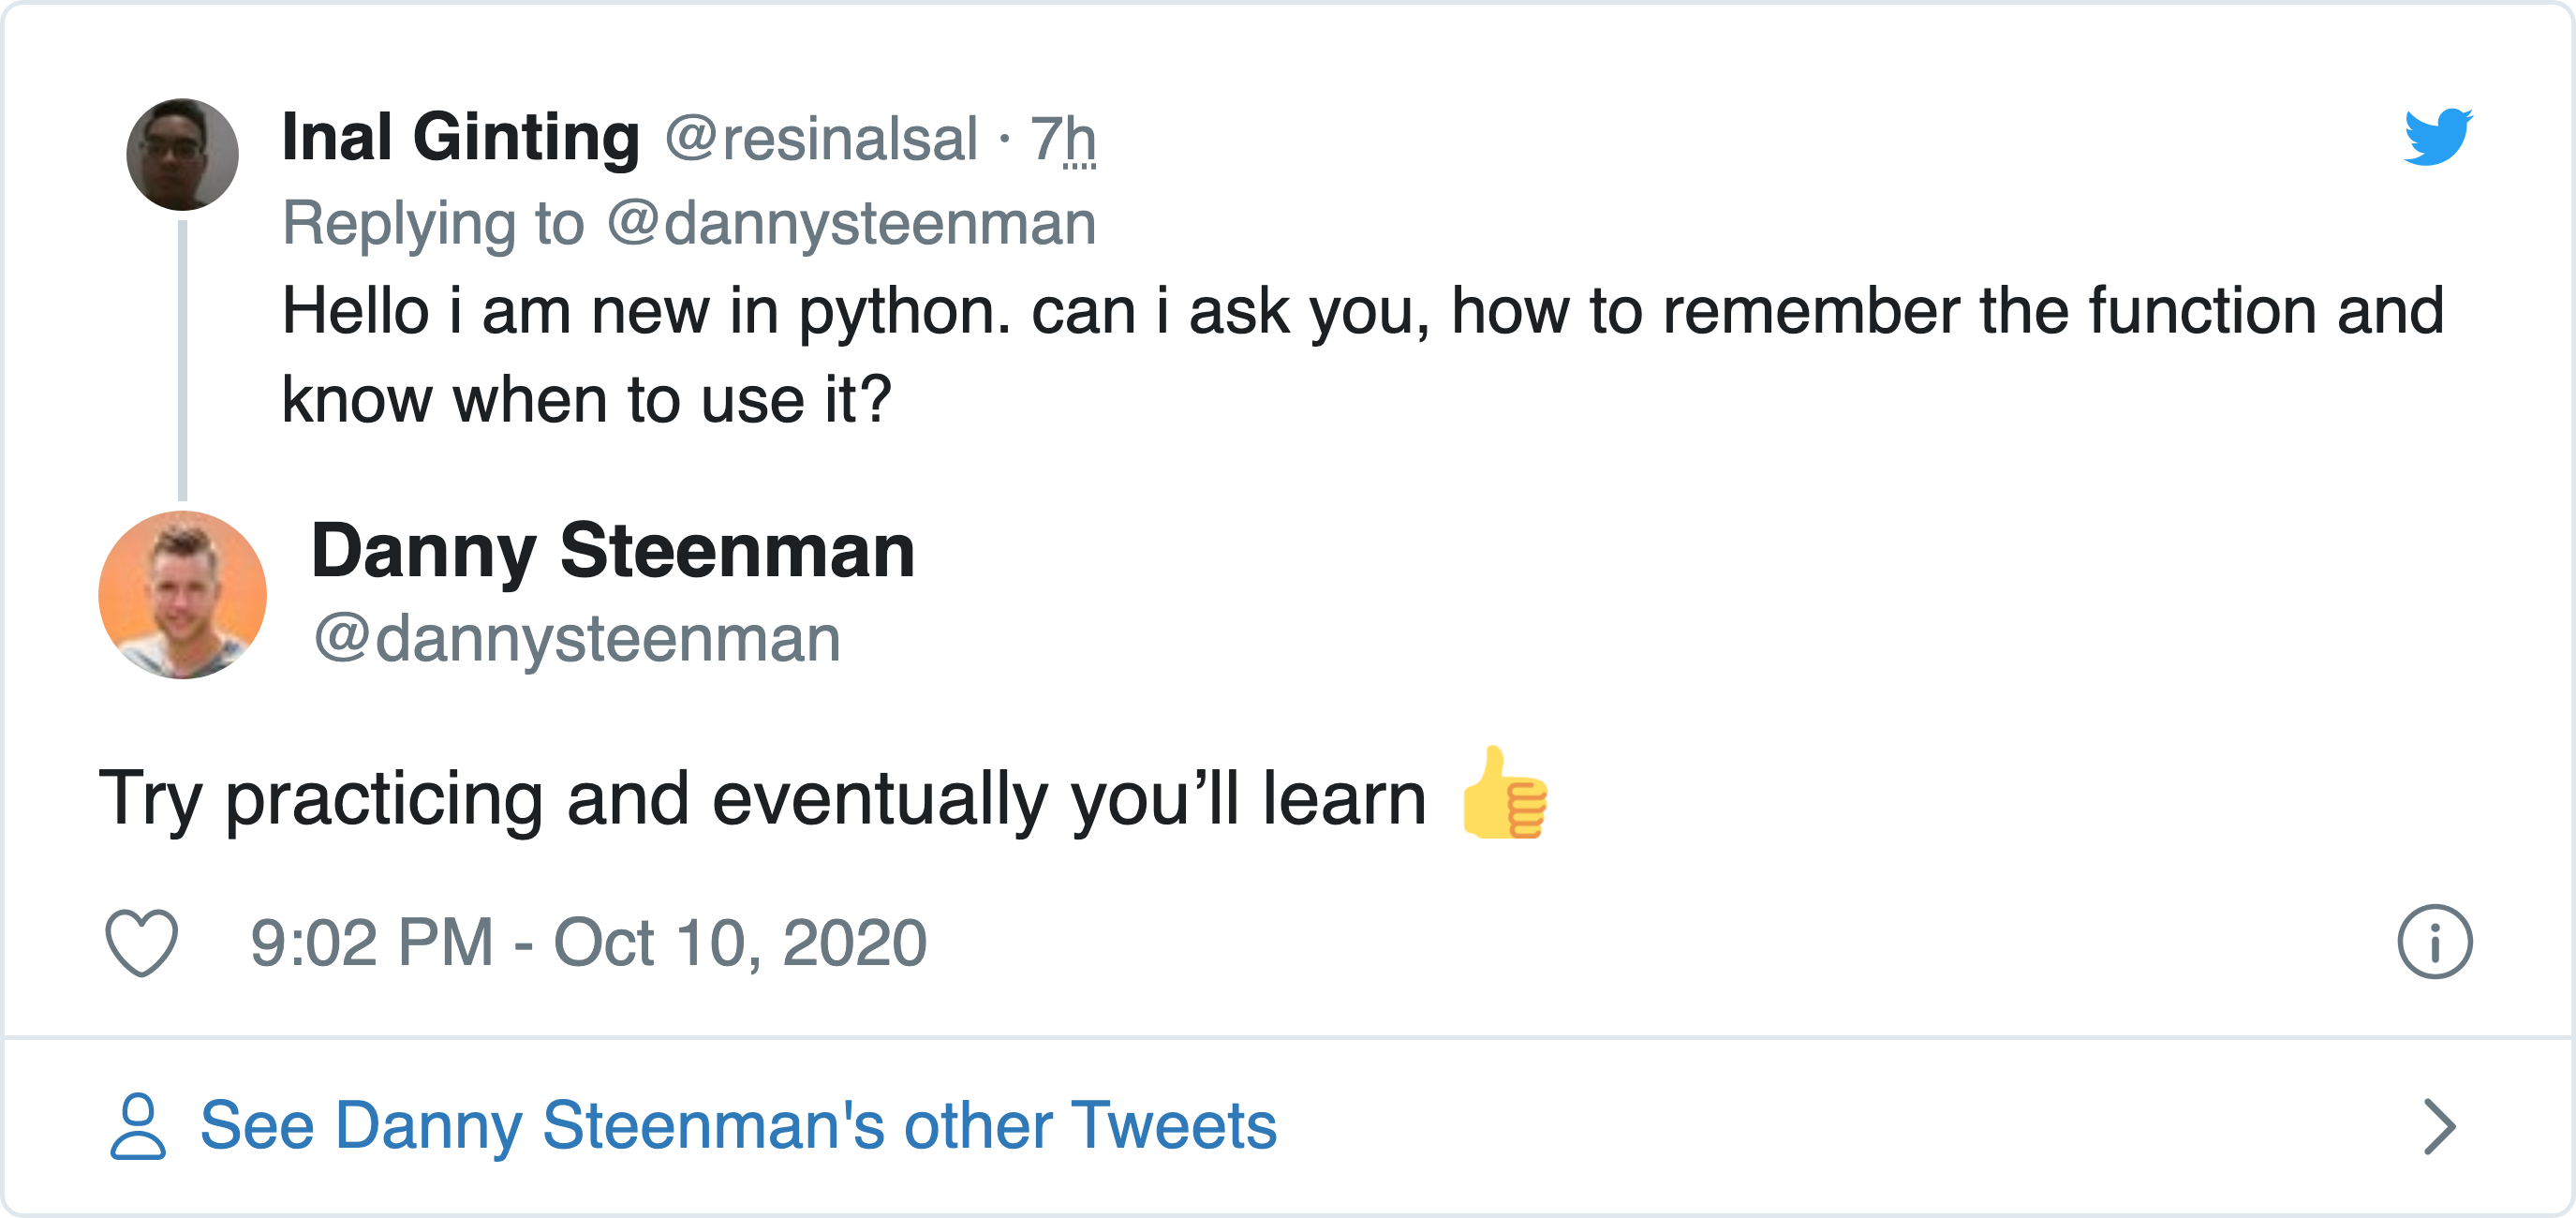 Inal Ginting @resinalsal · 7h
Replying to @dannysteenman
Hello i am new in python. can i ask you, how to remember the function and
know when to use it?
Danny Steenman
@dannysteenman
Try practicing and eventually you’ll learn 👍
9:02 PM - Oct 10, 2020
See Danny Steenman's other Tweets